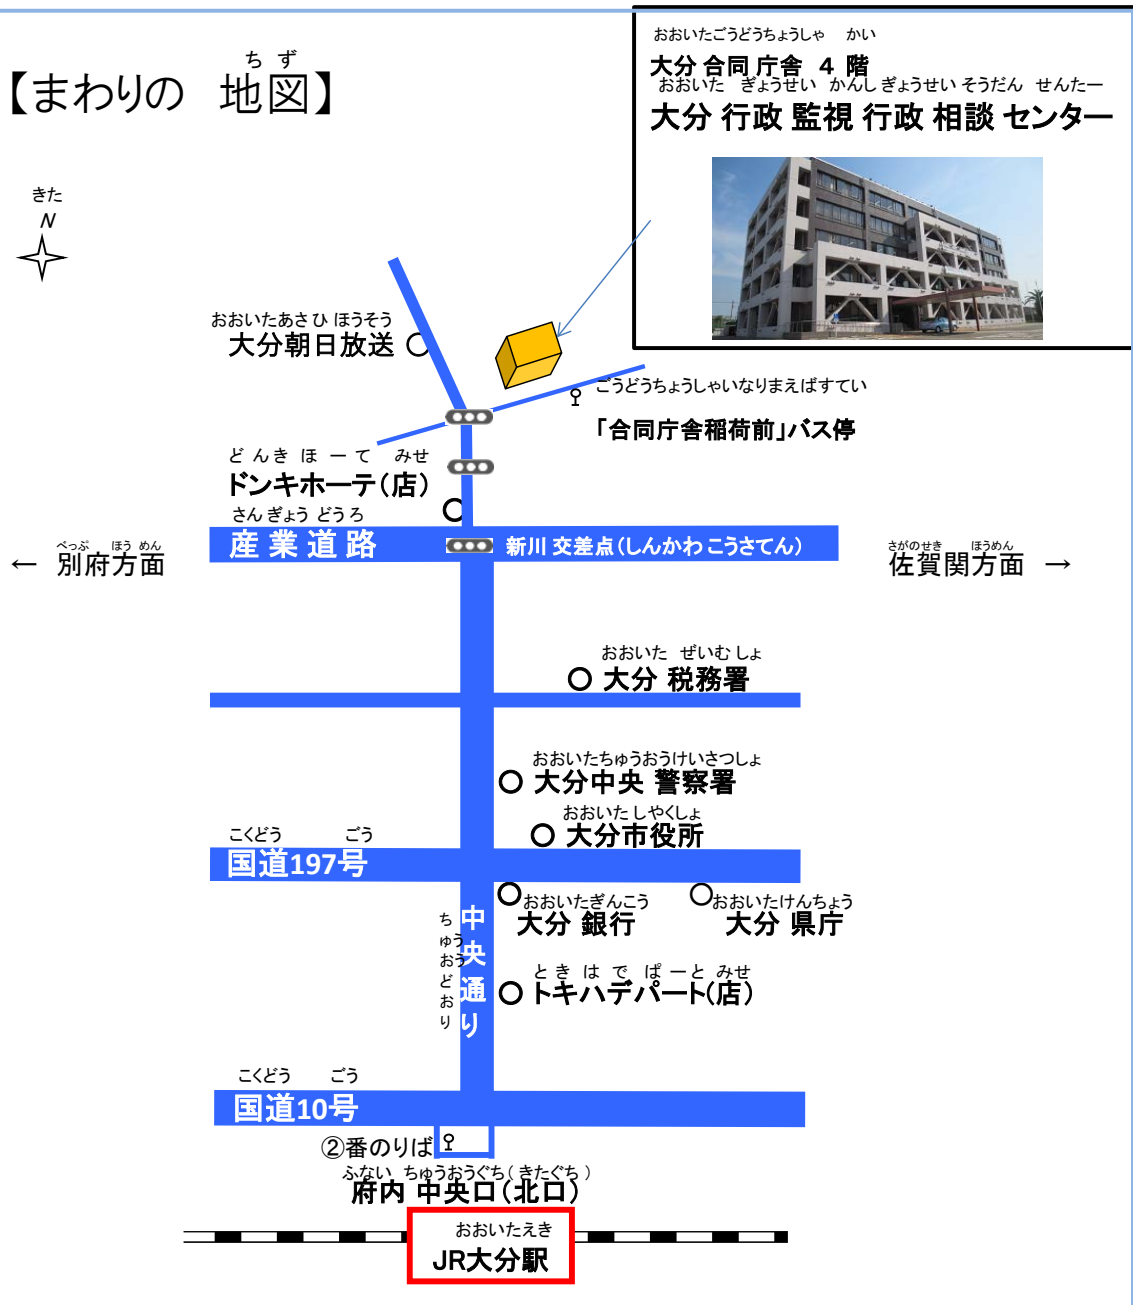 おおいたごうどうちょうしゃ かい
大分 合同 庁舎 4 階
おおいた ぎょうせい かんし ぎょうせい そうだん せんたー
大分 行政 監視 行政 相談 センター
ち ず
【まわりの 地図】
きた
N
おおいたあさひ ほうそう
大分朝日放送
ごうどうちょうしゃいなりまえばすてい
「合同庁舎稲荷前」バス停
どんきほーて みせ
ドンキホーテ(店)
さんぎょう どうろ
産業道路
新川 交差点(しんかわ こうさてん)
べっぷ ほう めん
← 別府方面
さがのせき ほうめん
佐賀関方面 →
おおいた ぜいむしょ
大分 税務署
おおいたちゅうおうけいさつしょ
大分中央 警察署
おおいたしやくしょ
大分市役所
こくどう ごう
国道197号
おおいたぎんこう
大分 銀行
おおいたけんちょう
大分 県庁
ちゅうおうどおり
中央通り
ときはでぱーと みせ
トキハデパート(店)
こくどう ごう
国道10号
②番のりば
ふない ちゅうおうぐち(きたぐち)
府内 中央口(北口)
おおいたえき
JR大分駅